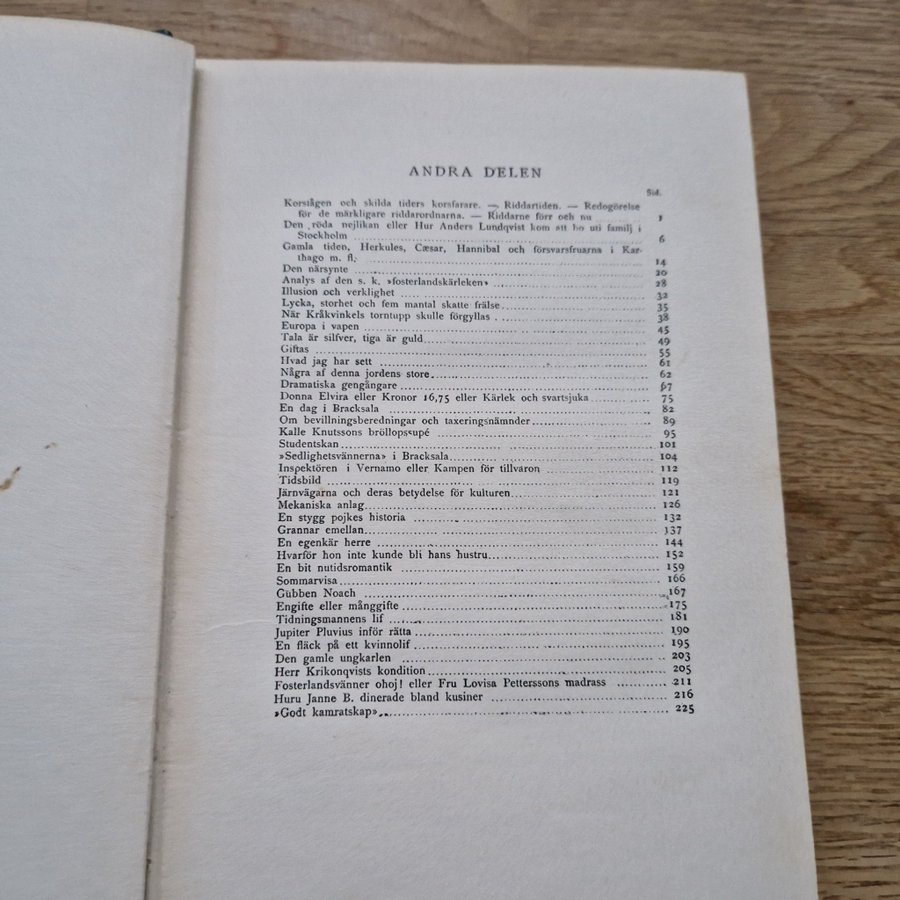 ANDRA DELEN
Sid.
Korstågen och skilda tiders korsfarare. — Riddartiden. — Redogörelse
för de märkligare riddarordnarna. — Riddarne förr och nu 1
Den röda nejlikan eller Hur Anders Lundqvist kom att bo uti familj i
Stockholm 6
Gamla tiden, Herkules, Cæsar, Hannibal och försvarsfruarna i Kar-
thago m. fl. 14
Den närsynte 20
Analys af den s. k. »fosterlandskärleken» 28
Illusion och verklighet 32
Lycka, storhet och fem mantal skatte frälse 35
När Kråkvinkels torntupp skulle förgyllas 38
Europa i vapen 45
Tala är silfver, tiga är guld 49
Giftas 55
Hvad jag har sett 61
Några af denna jordens store 62
Dramatiska gengångare 67
Donna Elvira eller Kronor 16,75 eller Kärlek och svartsjuka 75
En dag i Bracksala 82
Om bevillningsberedningar och taxeringsnämnder 89
Kalle Knutssons bröllopssupé 95
Studentskan 101
»Sedlighetsvännerna» i Bracksala 104
Inspektören i Vernamo eller Kampen för tillvaron 112
Tidsbild 119
Järnvägarna och deras betydelse för kulturen 121
Mekaniska anlag 126
En stygg pojkes historia 132
Grannar emellan 137
En egenkär herre 144
Hvarför hon inte kunde bli hans hustru 152
En bit nutidsromantik 159
Sommarvisa 166
Gubben Noach 167
Engifte eller månggifte 175
Tidningsmannens lif 181
Jupiter Pluvius inför rätta 190
En fläck på ett kvinnolif 195
Den gamle ungkarlen 203
Herr Krikonqvists kondition 205
Fosterlandsvänner ohoj! eller Fru Lovisa Petterssons madrass 211
Huru Janne B. dinerade bland kusiner 216
»Godt kamratskap» 225